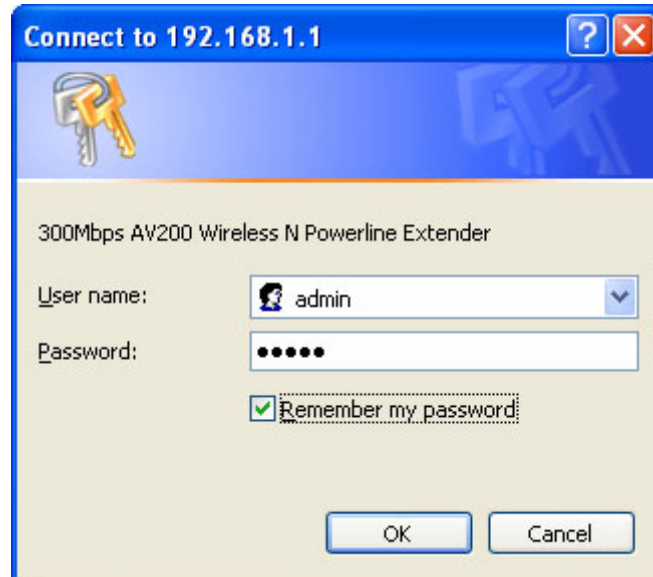 Connect to 192.168.1.1
300Mbps AV200 Wireless N Powerline Extender
User name: admin
Password: •••••
Remember my password
OK Cancel